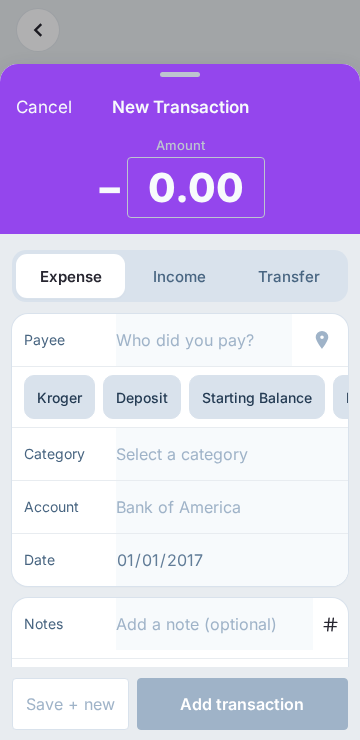 Cancel New Transaction
Amount
– 0.00
Expense Income Transfer
Payee Who did you pay?
Kroger Deposit Starting Balance
Category Select a category
Account Bank of America
Date 01/01/2017
Notes Add a note (optional) #
Save + new Add transaction